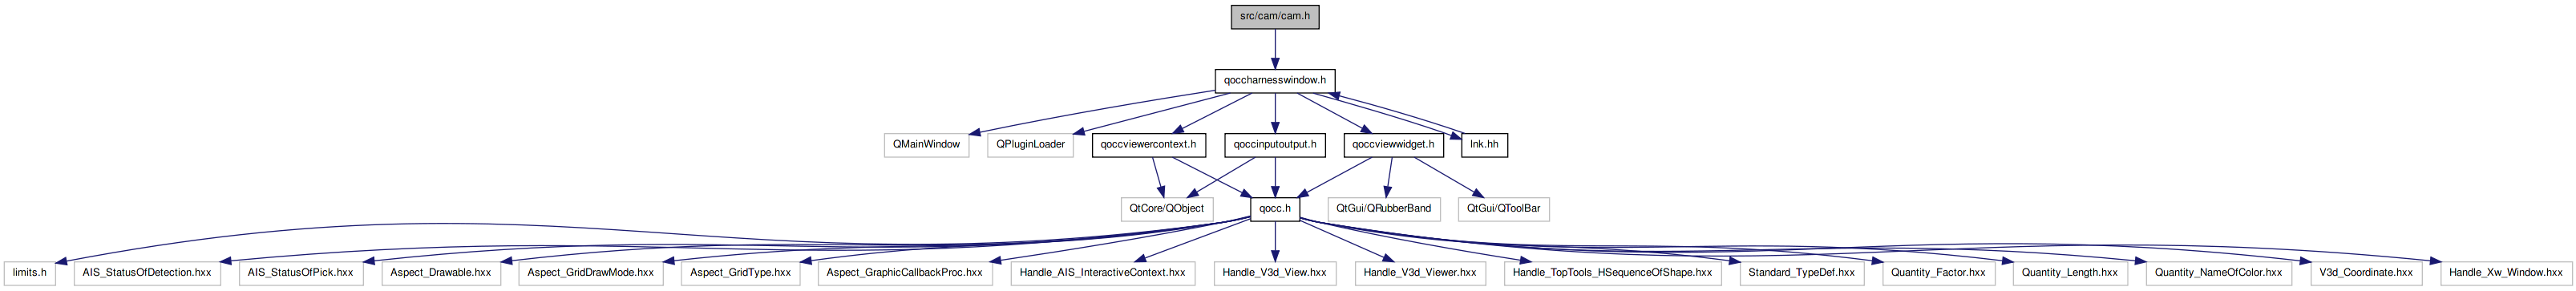 src/cam/cam.h
qoccharnesswindow.h
QMainWindow
QPluginLoader
qoccviewercontext.h
qoccinputoutput.h
qoccviewwidget.h
lnk.hh
QtCore/QObject
qocc.h
QtGui/QRubberBand
QtGui/QToolBar
limits.h
AIS_StatusOfDetection.hxx
AIS_StatusOfPick.hxx
Aspect_Drawable.hxx
Aspect_GridDrawMode.hxx
Aspect_GridType.hxx
Aspect_GraphicCallbackProc.hxx
Handle_AIS_InteractiveContext.hxx
Handle_V3d_View.hxx
Handle_V3d_Viewer.hxx
Handle_TopTools_HSequenceOfShape.hxx
Standard_TypeDef.hxx
Quantity_Factor.hxx
Quantity_Length.hxx
Quantity_NameOfColor.hxx
V3d_Coordinate.hxx
Handle_Xw_Window.hxx